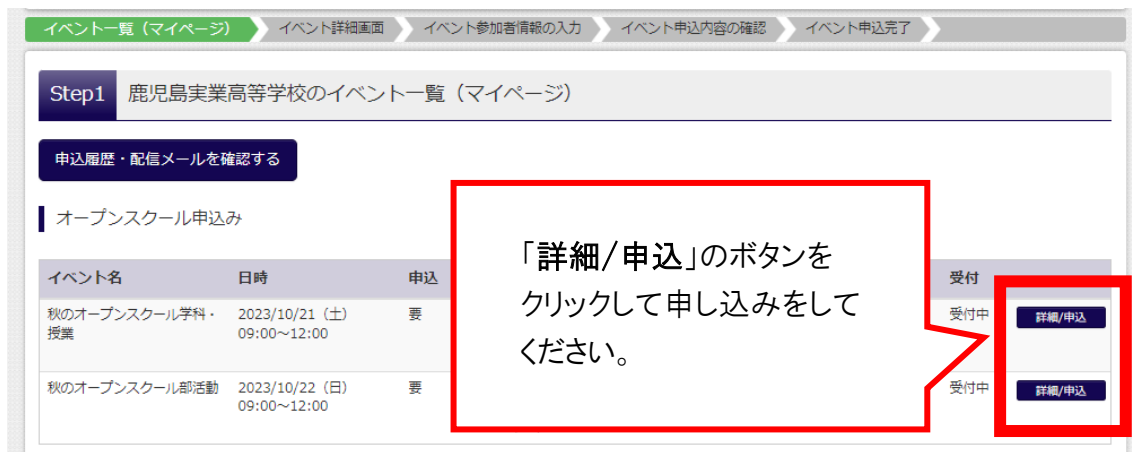 イベント一覧（マイページ） イベント詳細画面 イベント参加者情報の入力 イベント申込内容の確認 イベント申込完了
Step1 鹿児島実業高等学校のイベント一覧（マイページ）
申込履歴・配信メールを確認する
オープンスクール申込み
「詳細/申込」のボタンを
クリックして申し込みをして
ください。
イベント名 日時 申込 受付
秋のオープンスクール学科・ 2023/10/21（土） 要 受付中 詳細/申込
授業 09:00～12:00
秋のオープンスクール部活動 2023/10/22（日） 要 受付中 詳細/申込
09:00～12:00